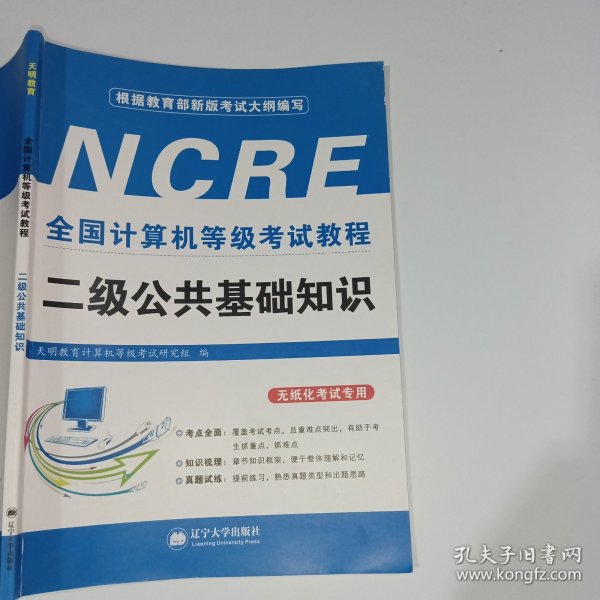 根据教育部新版考试大纲编写
NCRE
全国计算机等级考试教程
二级公共基础知识
天明教育计算机等级考试研究组 编
无纸化考试专用
考点全面：覆盖考试考点，且重难点突出，有助于考
生抓重点，抓难点
知识梳理：章节知识框架，便于整体理解和记忆
真题试练：提前练习，熟悉真题类型和出题思路
辽宁大学出版社
Liaoning University Press
天明教育
全国计算机等级考试教程
二级公共基础知识
辽宁大学出版社
孔夫子旧书网
www.kongfz.com